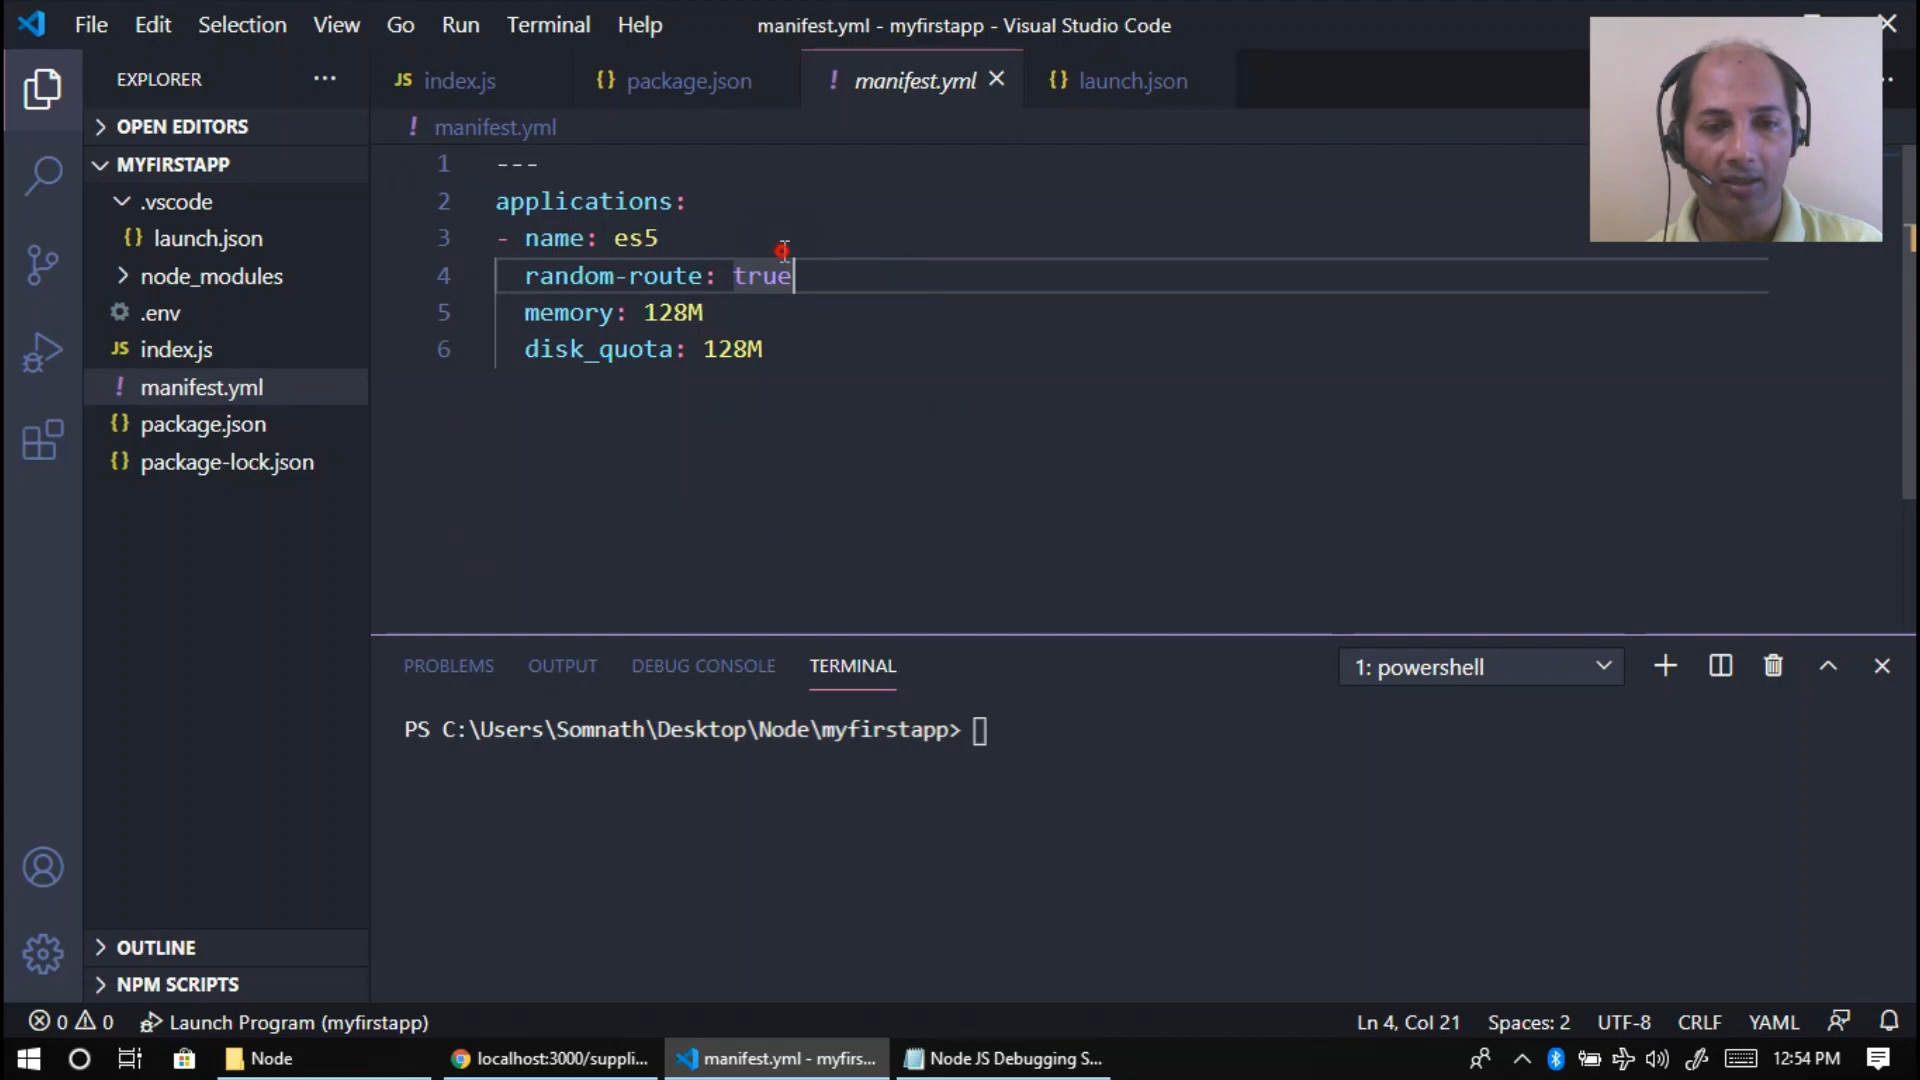 File Edit Selection View Go Run Terminal Help manifest.yml - myfirstapp - Visual Studio Code
EXPLORER ···
index.js package.json manifest.yml launch.json
OPEN EDITORS
MYFIRSTAPP
.vscode
launch.json
node_modules
.env
index.js
manifest.yml
package.json
package-lock.json
OUTLINE
NPM SCRIPTS
manifest.yml
1 ---
2 applications:
3 - name: es5
4 random-route: true
5 memory: 128M
6 disk_quota: 128M
PROBLEMS OUTPUT DEBUG CONSOLE TERMINAL 1: powershell
PS C:\Users\Somnath\Desktop\Node\myfirstapp>
0 0 Launch Program (myfirstapp) Ln 4, Col 21 Spaces: 2 UTF-8 CRLF YAML
Node localhost:3000/suppli... manifest.yml - myfirs... Node JS Debugging S... 12:54 PM